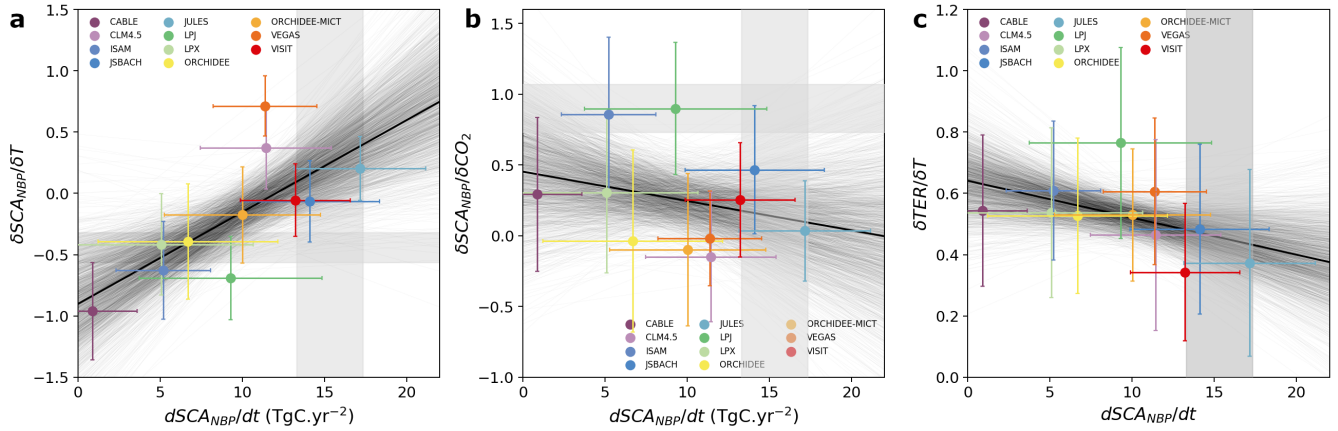 a
CABLE
CLM4.5
ISAM
JSBACH
JULES
LPJ
LPX
ORCHIDEE
ORCHIDEE-MICT
VEGAS
VISIT
1.5
1.0
0.5
0.0
−0.5
−1.0
−1.5
δSCA_NBP/δT
0
5
10
15
20
dSCA_NBP/dt (TgC.yr⁻²)
b
1.5
1.0
0.5
0.0
−0.5
−1.0
δSCA_NBP/δCO₂
CABLE
CLM4.5
ISAM
JSBACH
JULES
LPJ
LPX
ORCHIDEE
ORCHIDEE-MICT
VEGAS
VISIT
0
5
10
15
20
dSCA_NBP/dt (TgC.yr⁻²)
c
CABLE
CLM4.5
ISAM
JSBACH
JULES
LPJ
LPX
ORCHIDEE
ORCHIDEE-MICT
VEGAS
VISIT
1.2
1.0
0.8
0.6
0.4
0.2
0.0
δTER/δT
0
5
10
15
20
dSCA_NBP/dt